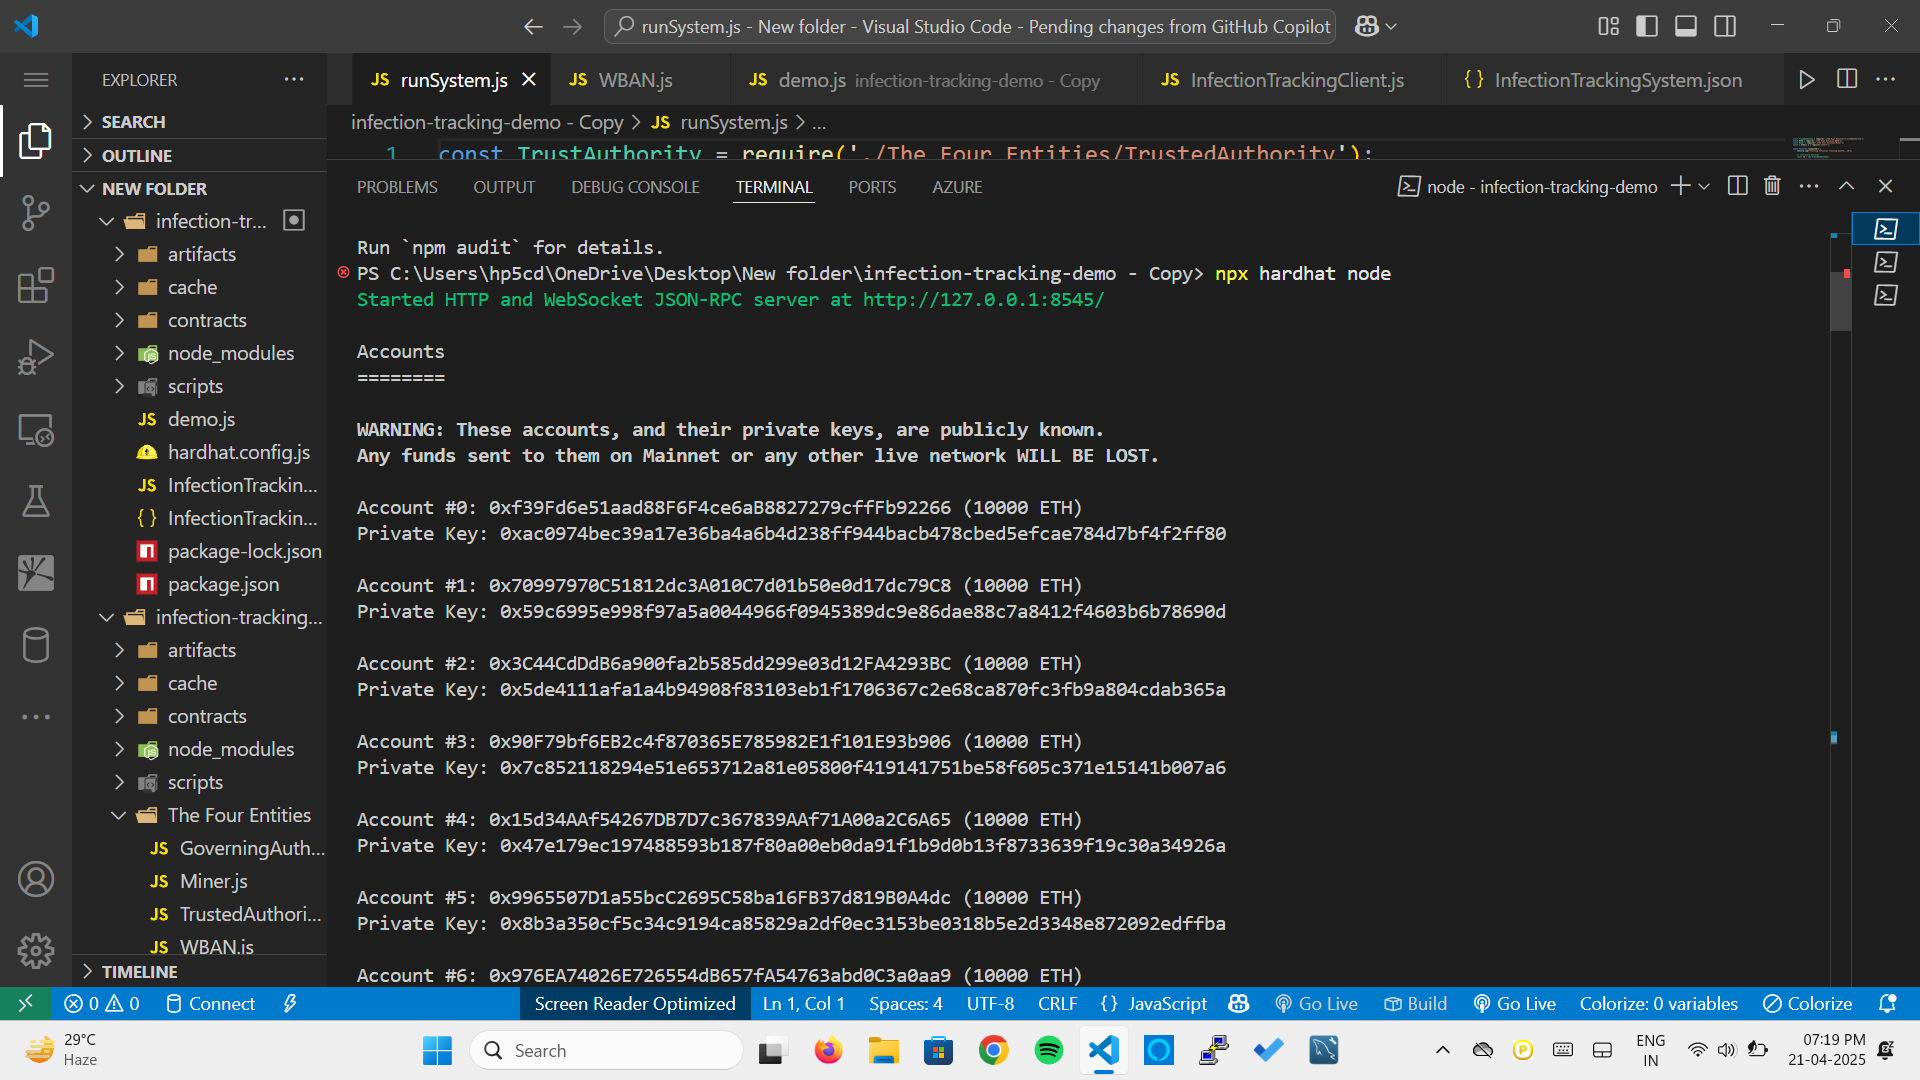 runSystem.js - New folder - Visual Studio Code - Pending changes from GitHub Copilot
EXPLORER
SEARCH
OUTLINE
NEW FOLDER
infection-tr...
artifacts
cache
contracts
node_modules
scripts
demo.js
hardhat.config.js
InfectionTrackin...
InfectionTrackin...
package-lock.json
package.json
infection-tracking...
artifacts
cache
contracts
node_modules
scripts
The Four Entities
GoverningAuth...
Miner.js
TrustedAuthori...
WBAN.js
TIMELINE
JS runSystem.js
JS WBAN.js
JS demo.js infection-tracking-demo - Copy
JS InfectionTrackingClient.js
{ } InfectionTrackingSystem.json
infection-tracking-demo - Copy > JS runSystem.js > ...
1 const TrustAuthority = require('./The Four Entities/TrustedAuthority');
PROBLEMS OUTPUT DEBUG CONSOLE TERMINAL PORTS AZURE
node - infection-tracking-demo
Run `npm audit` for details.
PS C:\Users\hp5cd\OneDrive\Desktop\New folder\infection-tracking-demo - Copy> npx hardhat node
Started HTTP and WebSocket JSON-RPC server at http://127.0.0.1:8545/
Accounts
========
WARNING: These accounts, and their private keys, are publicly known.
Any funds sent to them on Mainnet or any other live network WILL BE LOST.
Account #0: 0xf39Fd6e51aad88F6F4ce6aB8827279cffFb92266 (10000 ETH)
Private Key: 0xac0974bec39a17e36ba4a6b4d238ff944bacb478cbed5efcae784d7bf4f2ff80
Account #1: 0x70997970C51812dc3A010C7d01b50e0d17dc79C8 (10000 ETH)
Private Key: 0x59c6995e998f97a5a0044966f0945389dc9e86dae88c7a8412f4603b6b78690d
Account #2: 0x3C44CdDdB6a900fa2b585dd299e03d12FA4293BC (10000 ETH)
Private Key: 0x5de4111afa1a4b94908f83103eb1f1706367c2e68ca870fc3fb9a804cdab365a
Account #3: 0x90F79bf6EB2c4f870365E785982E1f101E93b906 (10000 ETH)
Private Key: 0x7c852118294e51e653712a81e05800f419141751be58f605c371e15141b007a6
Account #4: 0x15d34AAf54267DB7D7c367839AAf71A00a2C6A65 (10000 ETH)
Private Key: 0x47e179ec197488593b187f80a00eb0da91f1b9d0b13f8733639f19c30a34926a
Account #5: 0x9965507D1a55bcC2695C58ba16FB37d819B0A4dc (10000 ETH)
Private Key: 0x8b3a350cf5c34c9194ca85829a2df0ec3153be0318b5e2d3348e872092edffba
Account #6: 0x976EA74026E726554dB657fA54763abd0C3a0aa9 (10000 ETH)
0 0 Connect Screen Reader Optimized Ln 1, Col 1 Spaces: 4 UTF-8 CRLF { } JavaScript Go Live Build Go Live Colorize: 0 variables Colorize
29°C
Haze
Search
ENG
IN
07:19 PM
21-04-2025